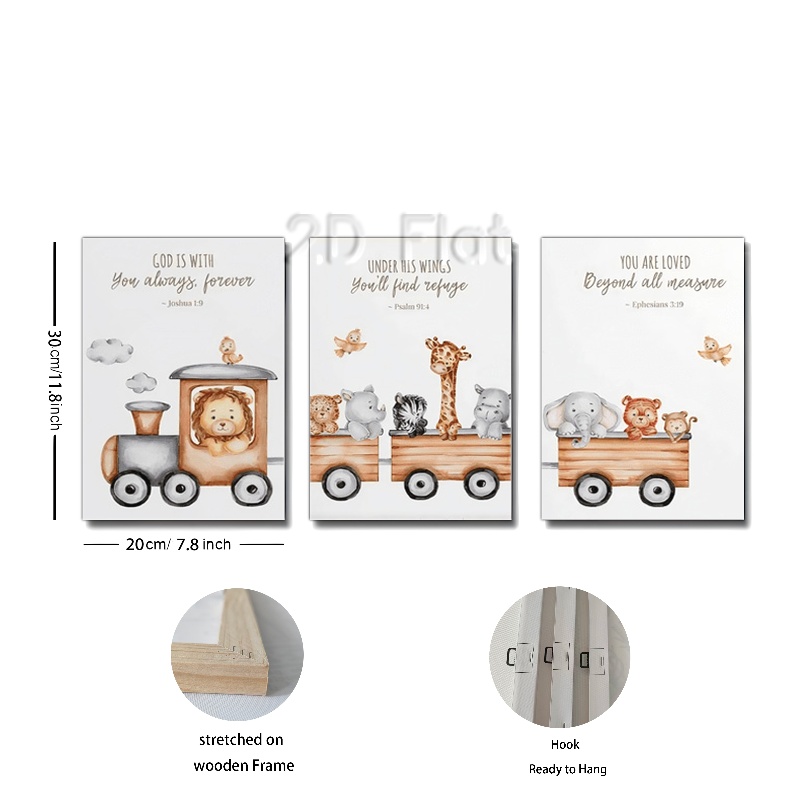 2D Flat
GOD IS WITH
You always, forever
~ Joshua 1:9
UNDER HIS WINGS
You'll find refuge
~ Psalm 91:4
YOU ARE LOVED
Beyond all measure
~ Ephesians 3:19
30cm/11.8inch
20cm/ 7.8 inch
stretched on
wooden Frame
Hook
Ready to Hang